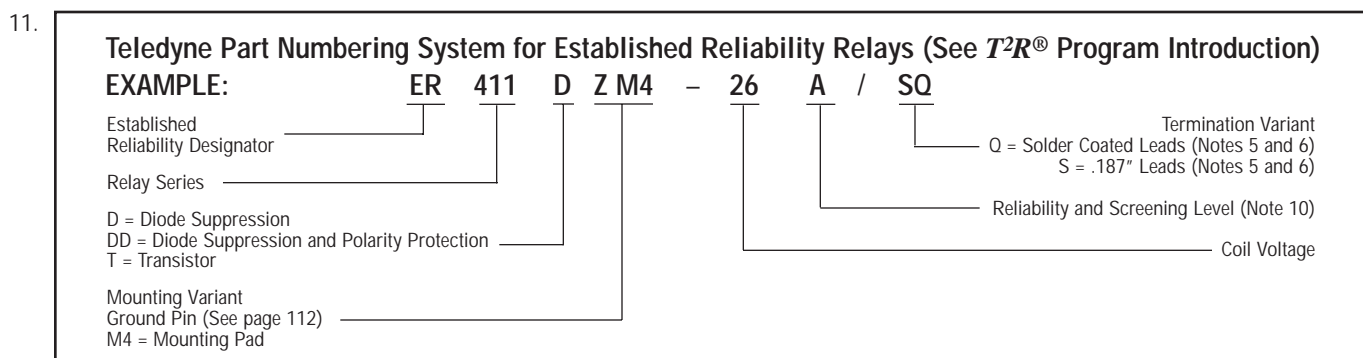 11.
Teledyne Part Numbering System for Established Reliability Relays (See T²R® Program Introduction)
EXAMPLE: ER 411 D Z M4 – 26 A / SQ
Established
Reliability Designator
Relay Series
D = Diode Suppression
DD = Diode Suppression and Polarity Protection
T = Transistor
Mounting Variant
Ground Pin (See page 112)
M4 = Mounting Pad
Termination Variant
Q = Solder Coated Leads (Notes 5 and 6)
S = .187″ Leads (Notes 5 and 6)
Reliability and Screening Level (Note 10)
Coil Voltage